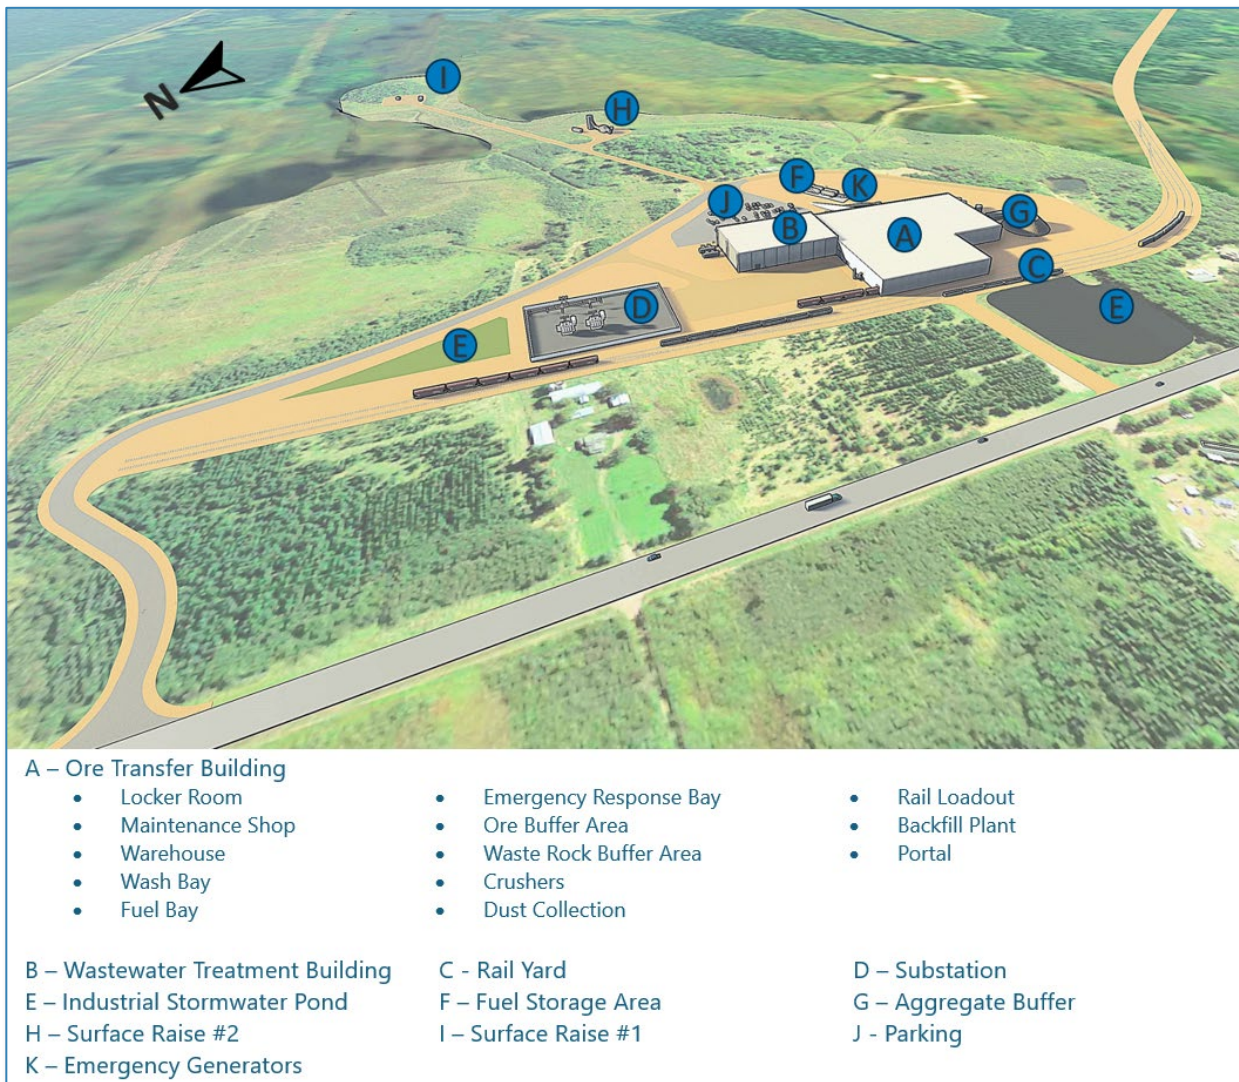 N
I
H
F
K
J
B
A
G
C
D
E
E
A – Ore Transfer Building
• Locker Room
• Maintenance Shop
• Warehouse
• Wash Bay
• Fuel Bay
• Emergency Response Bay
• Ore Buffer Area
• Waste Rock Buffer Area
• Crushers
• Dust Collection
• Rail Loadout
• Backfill Plant
• Portal
B – Wastewater Treatment Building
C - Rail Yard
D – Substation
E – Industrial Stormwater Pond
F – Fuel Storage Area
G – Aggregate Buffer
H – Surface Raise #2
I – Surface Raise #1
J - Parking
K – Emergency Generators